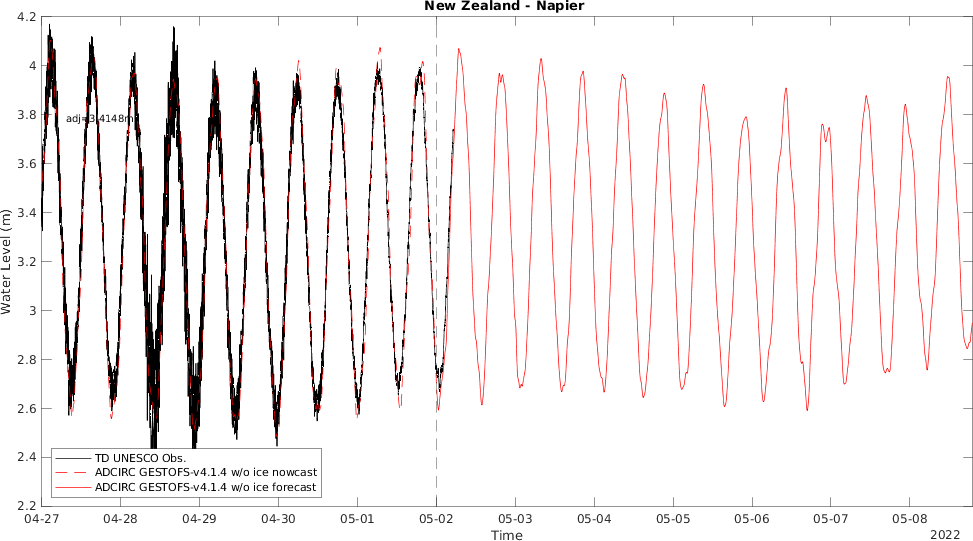 New Zealand - Napier
4.2
4
3.8
3.6
3.4
3.2
3
2.8
2.6
2.4
2.2
Water Level (m)
adj=3.4148m
TD UNESCO Obs.
ADCIRC GESTOFS-v4.1.4 w/o ice nowcast
ADCIRC GESTOFS-v4.1.4 w/o ice forecast
04-27 04-28 04-29 04-30 05-01 05-02 05-03 05-04 05-05 05-06 05-07 05-08
Time
2022